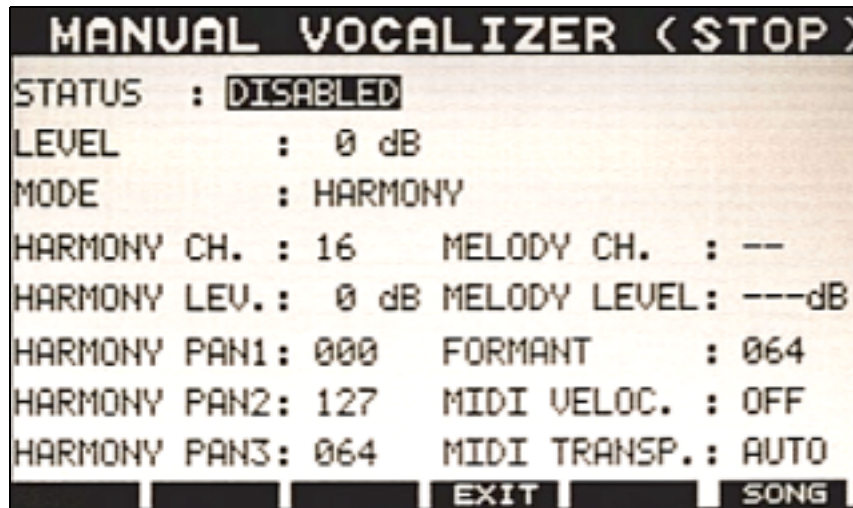 MANUAL VOCALIZER (STOP)
STATUS : DISABLED
LEVEL : 0 dB
MODE : HARMONY
HARMONY CH. : 16 MELODY CH. : --
HARMONY LEV.: 0 dB MELODY LEVEL: ---dB
HARMONY PAN1: 000 FORMANT : 064
HARMONY PAN2: 127 MIDI VELOC. : OFF
HARMONY PAN3: 064 MIDI TRANSP.: AUTO
EXIT SONG